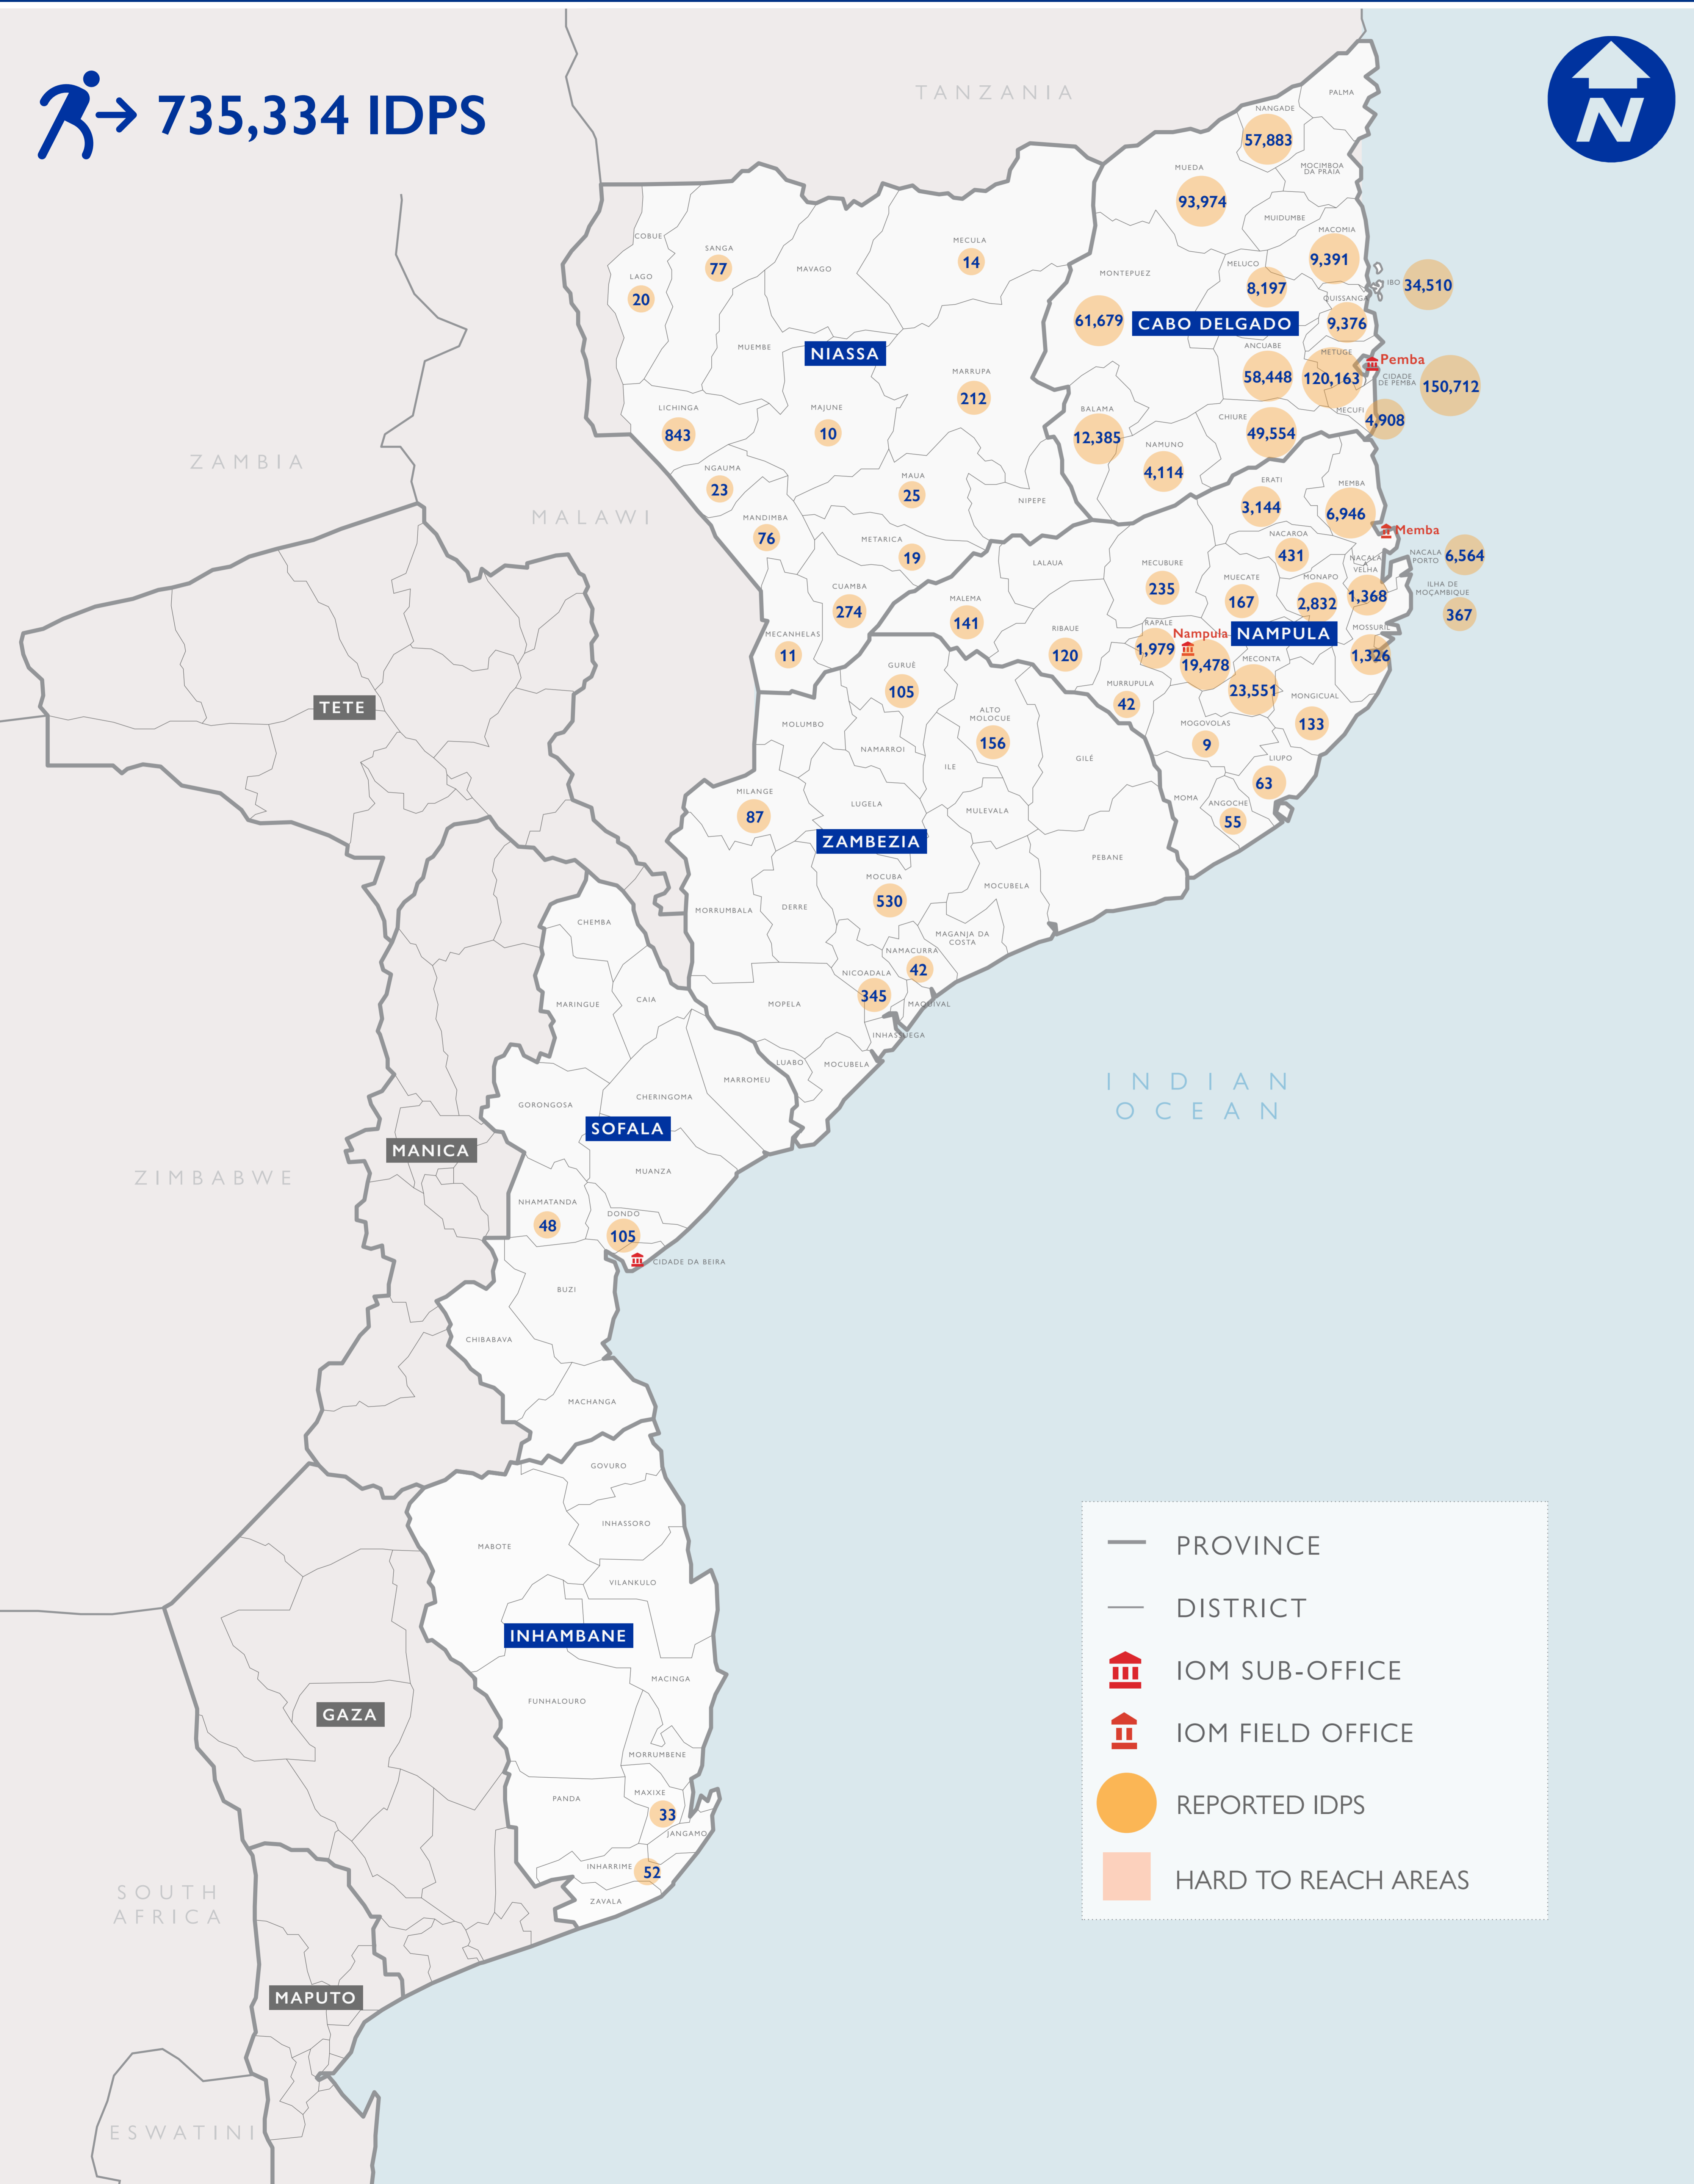 735,334 IDPS
N
TANZANIA
ZAMBIA
MALAWI
ZIMBABWE
SOUTH
AFRICA
ESWATINI
INDIAN
OCEAN
CABO DELGADO
PALMA
NANGADE
57,883
MUEDA
93,974
MOCIMBOA
DA PRAIA
MUIDUMBE
MACOMIA
9,391
MONTEPUEZ
61,679
MELUCO
8,197
IBO
34,510
QUISSANGA
9,376
ANCUABE
58,448
METUGE
120,163
Pemba
CIDADE
DE PEMBA
150,712
MECUFI
4,908
BALAMA
12,385
CHIURE
49,554
NAMUNO
4,114
NIASSA
COBUE
LAGO
20
SANGA
77
MAVAGO
MECULA
14
MUEMBE
MARRUPA
212
LICHINGA
843
MAJUNE
10
NGAUMA
23
MAUA
25
NIPEPE
MANDIMBA
76
METARICA
19
CUAMBA
274
MECANHELAS
11
NAMPULA
ERATI
3,144
MEMBA
6,946
Memba
NACAROA
431
NACALA
PORTO
6,564
NACALA
A
VELHA
1,368
ILHA DE
MOÇAMBIQUE
367
LALAUA
MECUBURE
235
MUECATE
167
MONAPO
2,832
MALEMA
141
RIBAUE
120
RAPALE
1,979
Nampula
19,478
MECONTA
23,551
MOSSURIL
1,326
MURRUPULA
42
MONGICUAL
133
MOGOVOLAS
9
LIUPO
63
MOMA
ANGOCHE
55
ZAMBEZIA
GURUÈ
105
MOLUMBO
ALTO
MOLOCUE
156
NAMARROI
ILE
GILÉ
MILANGE
87
LUGELA
MULEVALA
PEBANE
MOCUBA
530
MOCUBELA
MORRUMBALA
DERRE
MAGANJA DA
COSTA
NAMACURRA
42
NICOADALA
345
MOPELA
MAQUIVAL
INHASSUEGA
LUABO
MOCUBELA
SOFALA
CHEMBA
MARINGUE
CAIA
MARROMEU
GORONGOSA
CHERINGOMA
MUANZA
NHAMATANDA
48
DONDO
105
CIDADE DA BEIRA
BUZI
CHIBABAVA
MACHANGA
INHAMBANE
GOVURO
INHASSORO
MABOTE
VILANKULO
MACINGA
FUNHALOURO
MORRUMBENE
PANDA
MAXIXE
33
JANGAMO
INHARRIME
52
ZAVALA
TETE
MANICA
GAZA
MAPUTO
PROVINCE
DISTRICT
IOM SUB-OFFICE
IOM FIELD OFFICE
REPORTED IDPS
HARD TO REACH AREAS